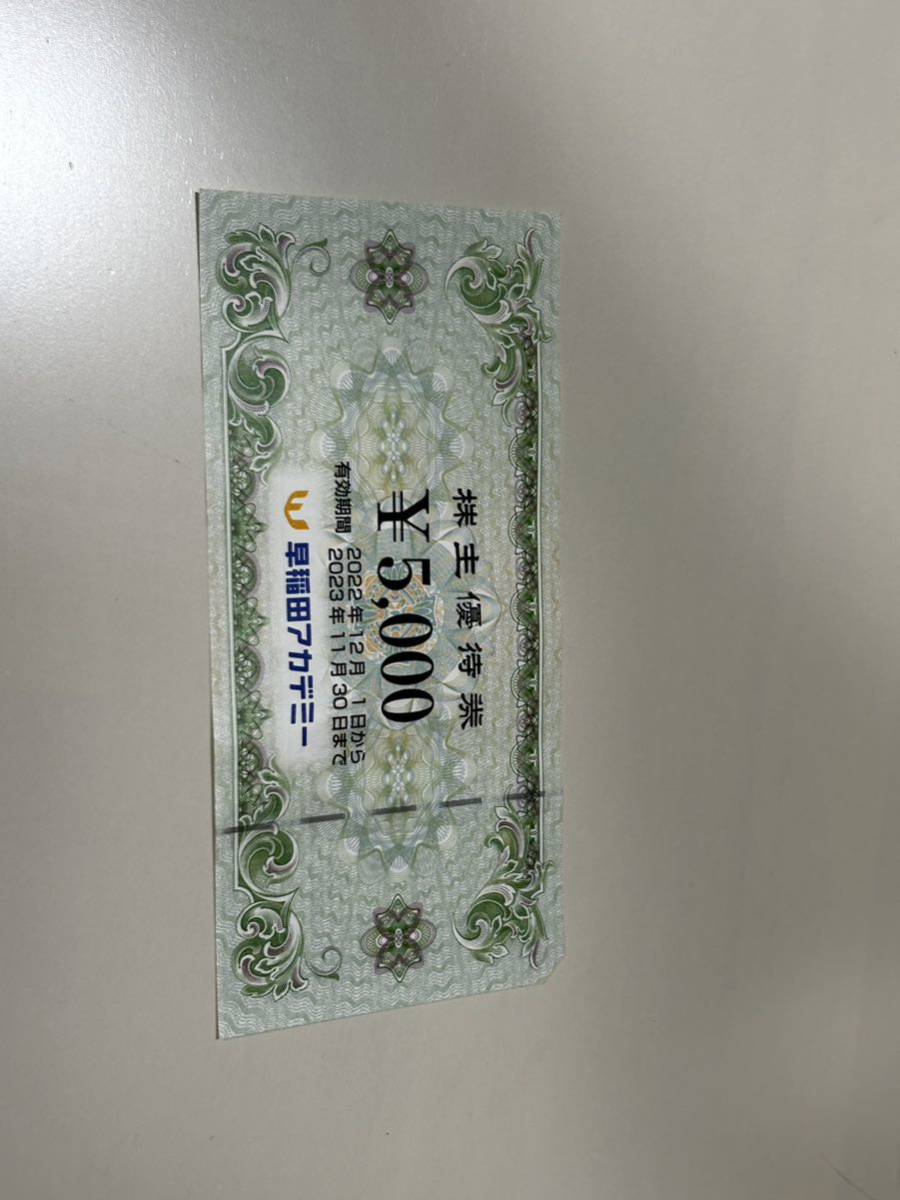 株主優待券
¥5,000
有効期間
2022年12月 1日から
2023年11月30日まで
早稲田アカデミー